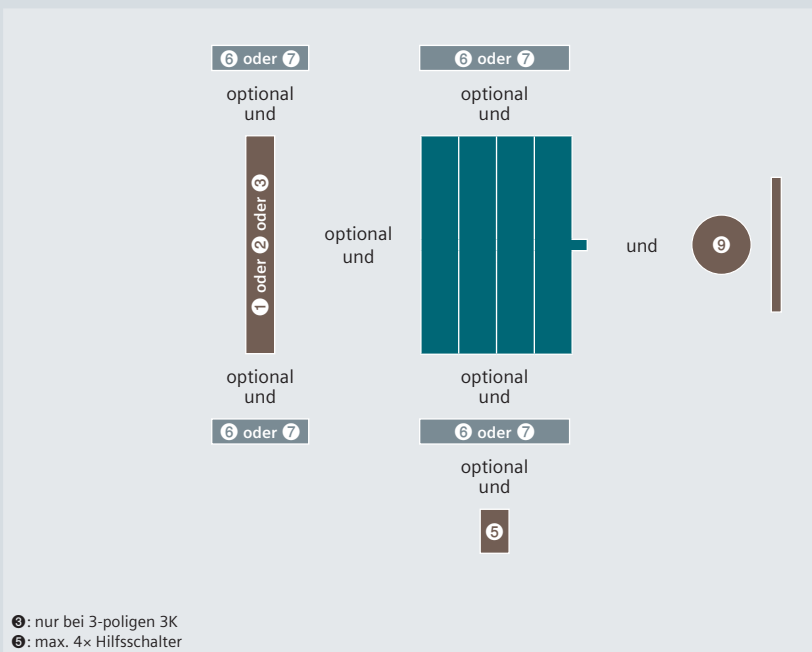 ❻ oder ❼
❻ oder ❼
optional
und
optional
und
❶ oder ❷ oder ❸
optional
und
und
❾
optional
und
optional
und
❻ oder ❼
❻ oder ❼
optional
und
❺
❸: nur bei 3-poligen 3K
❺: max. 4× Hilfsschalter